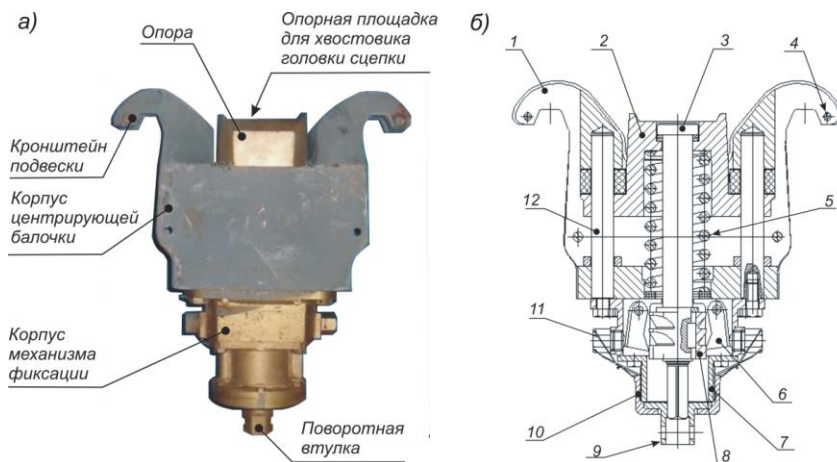 а)
Опора
Опорная площадка
для хвостовика
головки сцепки
Кронштейн
подвески
Корпус
центрирующей
балочки
Корпус
механизма
фиксации
Поворотная
втулка
б)
1
2
3
4
5
12
11
6
10
9
8
7